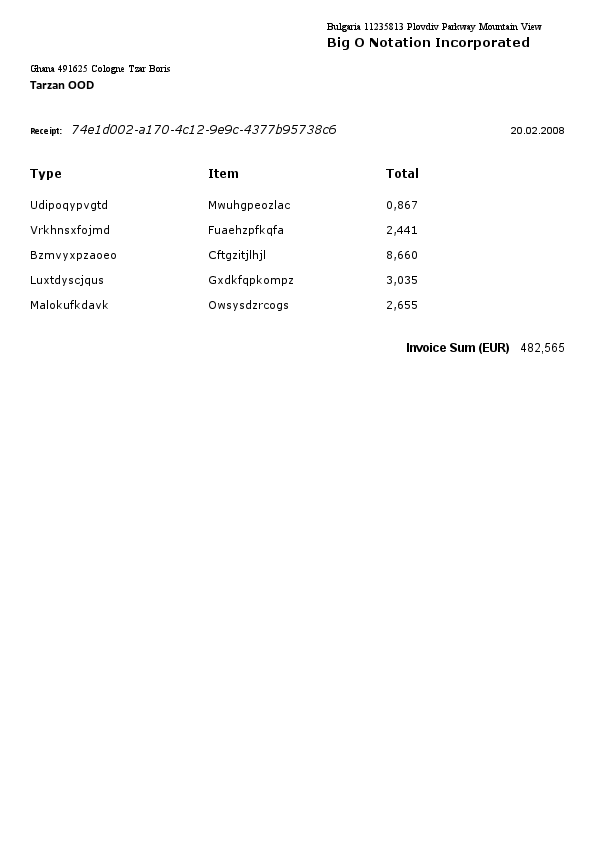 Bulgaria 11235813 Plovdiv Parkway Mountain View
Big O Notation Incorporated
Ghana 491625 Cologne Tzar Boris
Tarzan OOD
Receipt: 74e1d002-a170-4c12-9e9c-4377b95738c6 20.02.2008
Type Item Total
Udipoqypvgtd Mwuhgpeozlac 0,867
Vrkhnsxfojmd Fuaehzpfkqfa 2,441
Bzmvyxpzaoeo Cftgzitjlhjl 8,660
Luxtdyscjqus Gxdkfqpkompz 3,035
Malokufkdavk Owsysdzrcogs 2,655
Invoice Sum (EUR) 482,565